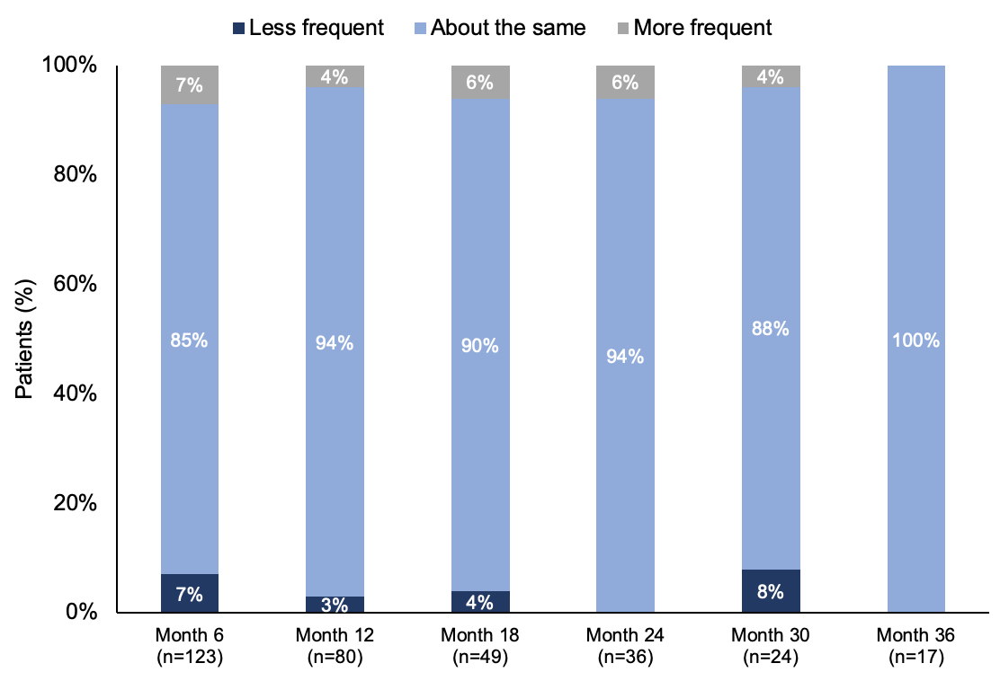 Less frequent About the same More frequent
100%
80%
60%
40%
20%
0%
Patients (%)
7% 4% 6% 6% 4%
85% 94% 90% 94% 88% 100%
7% 3% 4% 8%
Month 6 Month 12 Month 18 Month 24 Month 30 Month 36
(n=123) (n=80) (n=49) (n=36) (n=24) (n=17)